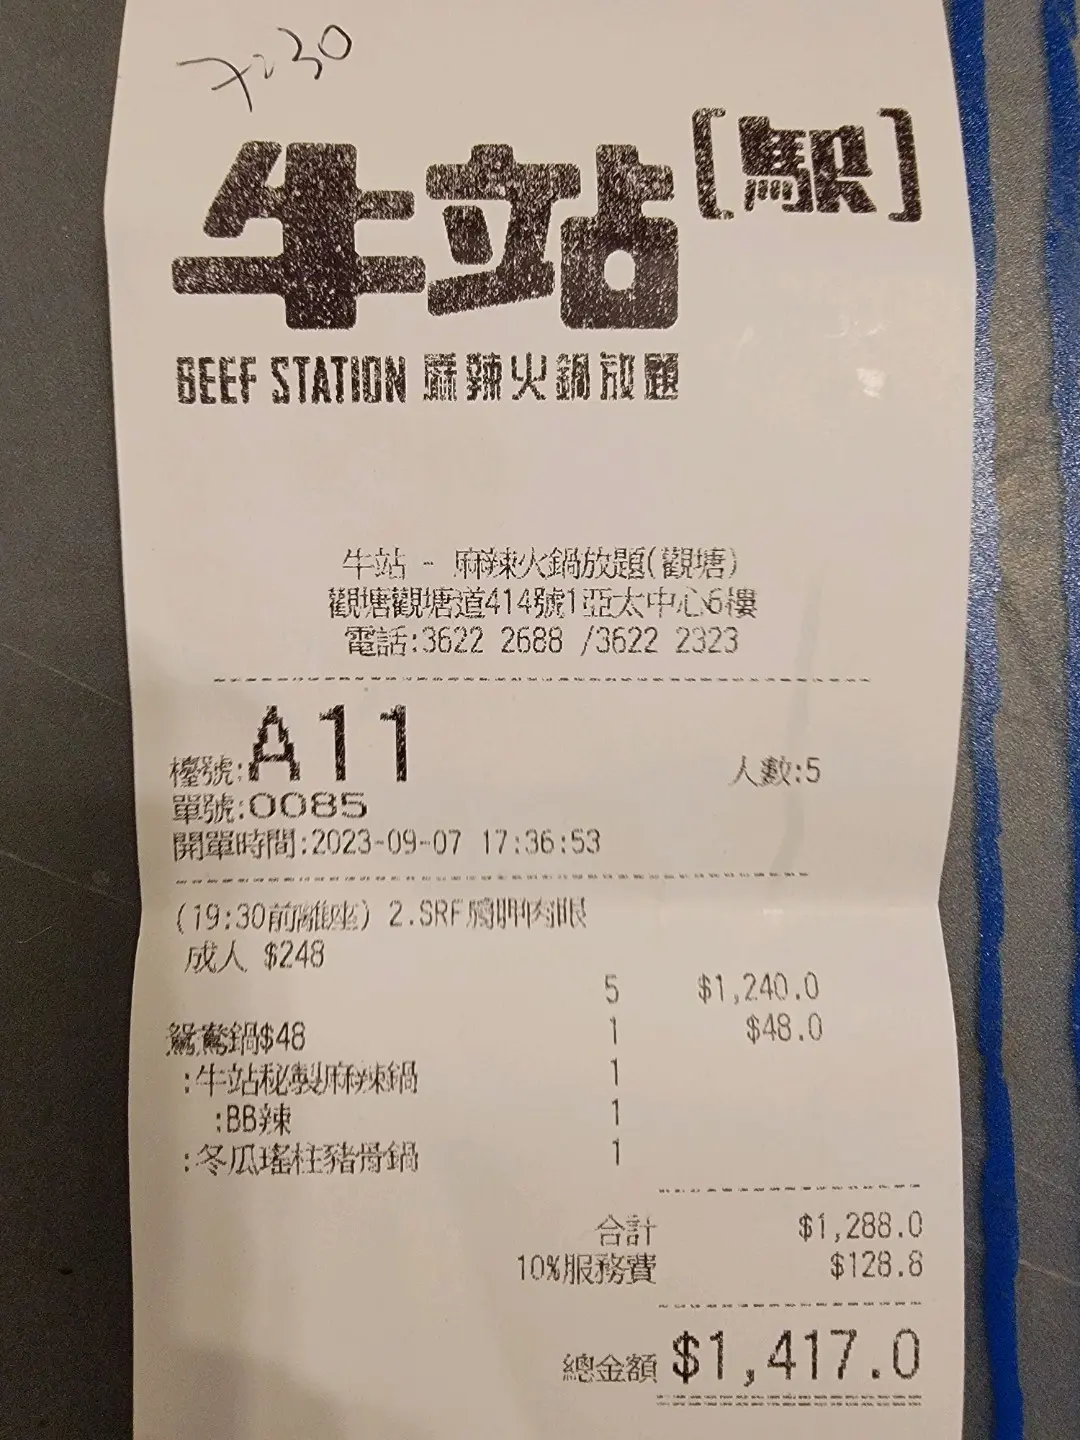 7:30
牛站[駅]
BEEF STATION 麻辣火鍋放題
牛站 - 麻辣火鍋放題(觀塘)
觀塘觀塘道414號1亞太中心6樓
電話:3622 2688 /3622 2323
檯號:A11 人數:5
單號:0085
開單時間:2023-09-07 17:36:53
(19:30前離座) 2.SRF 肉眼
成人 $248
5 $1,240.0
鴛鴦鍋$48 1 $48.0
:牛站秘製麻辣鍋 1
:BB辣 1
:冬瓜瑤柱豬骨鍋 1
合計 $1,288.0
10%服務費 $128.8
總金額 $1,417.0